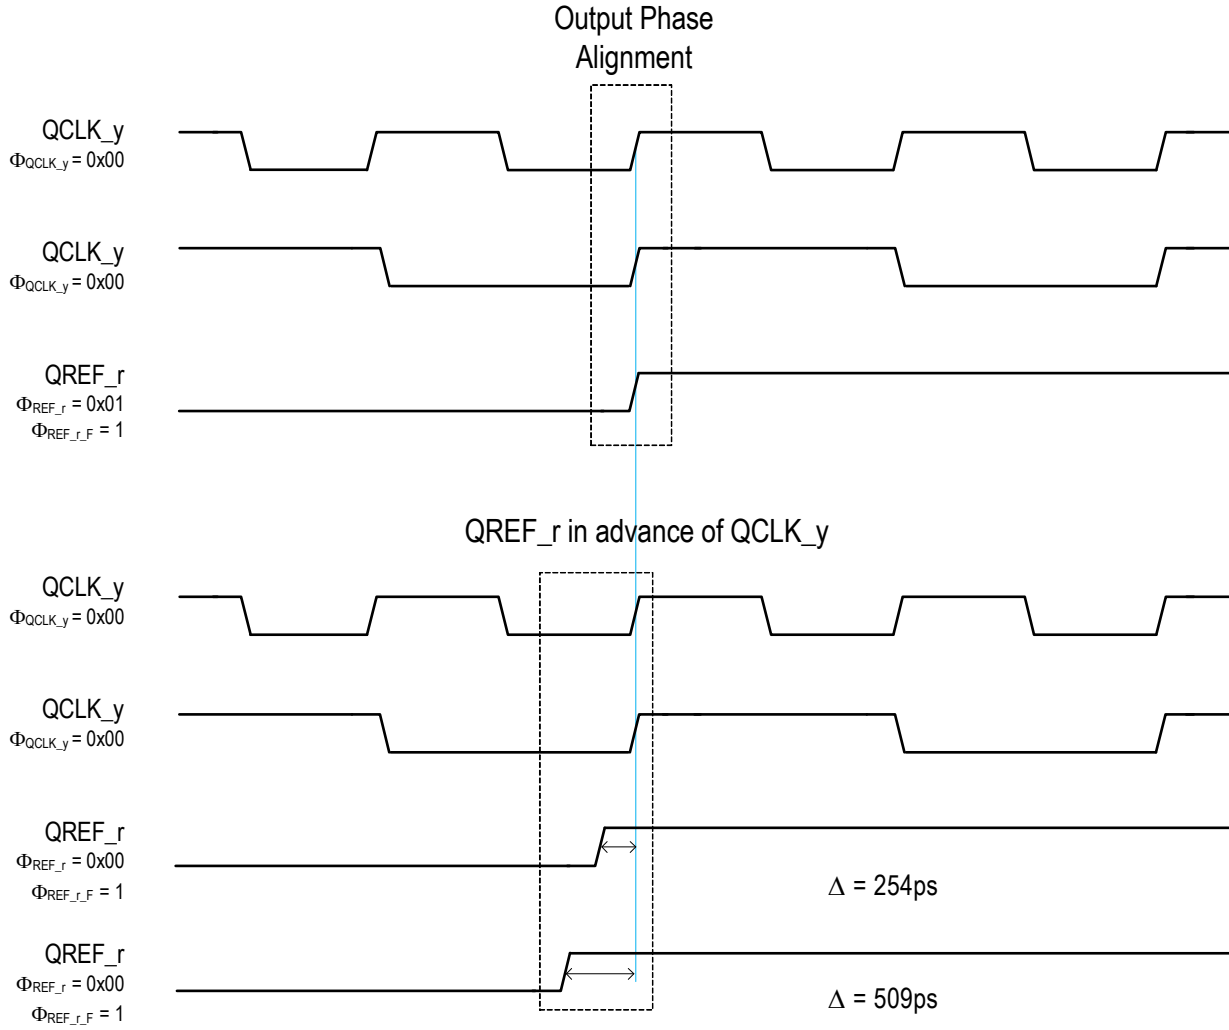 Output Phase
Alignment
QCLK_y
ΦQCLK_y = 0x00
QCLK_y
ΦQCLK_y = 0x00
QREF_r
ΦREF_r = 0x01
ΦREF_r_F = 1
QREF_r in advance of QCLK_y
QCLK_y
ΦQCLK_y = 0x00
QCLK_y
ΦQCLK_y = 0x00
QREF_r
ΦREF_r = 0x00
ΦREF_r_F = 1
Δ = 254ps
QREF_r
ΦREF_r = 0x00
ΦREF_r_F = 1
Δ = 509ps